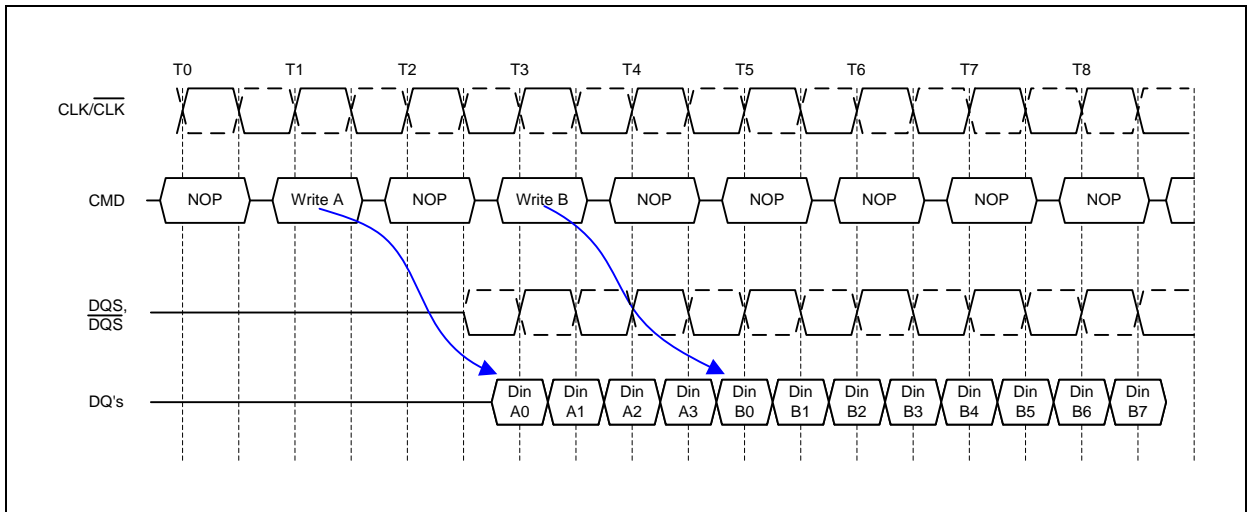 T0 T1 T2 T3 T4 T5 T6 T7 T8
CLK/CLK
CMD NOP Write A NOP Write B NOP NOP NOP NOP NOP
DQS,
DQS
DQ's Din Din Din Din Din Din Din Din Din Din Din Din
A0 A1 A2 A3 B0 B1 B2 B3 B4 B5 B6 B7